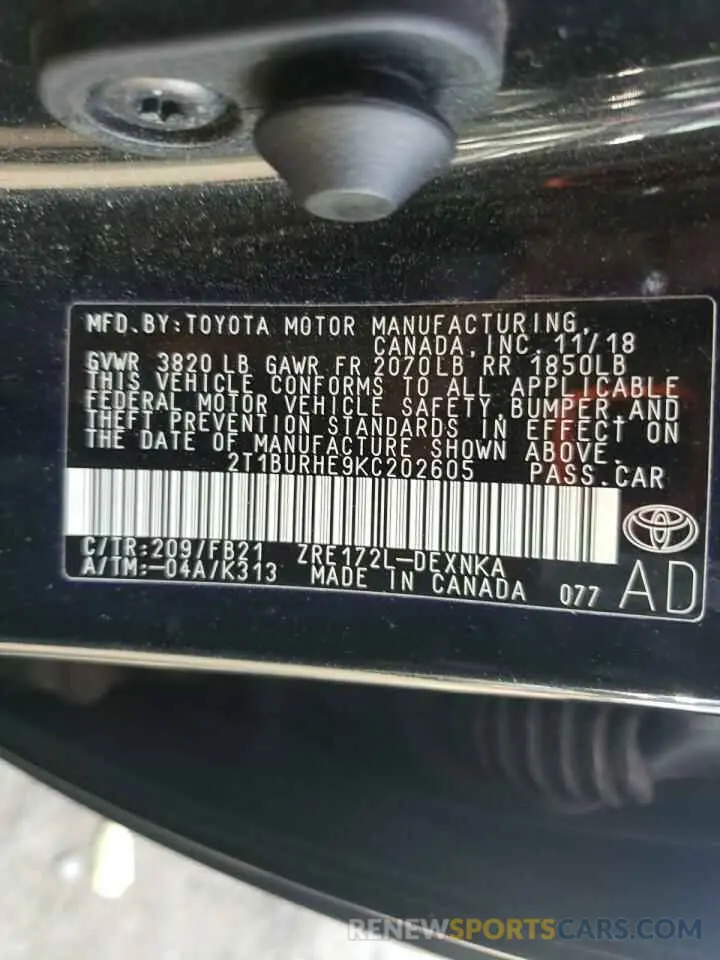 MFD.BY:TOYOTA MOTOR MANUFACTURING,
CANADA,INC. 11/18
GVWR 3820 LB GAWR FR 2070LB RR 1850LB
THIS VEHICLE CONFORMS TO ALL APPLICABLE
FEDERAL MOTOR VEHICLE SAFETY,BUMPER,AND
THEFT PREVENTION STANDARDS IN EFFECT ON
THE DATE OF MANUFACTURE SHOWN ABOVE.
2T1BURHE9KC202605 PASS.CAR
C/TR:209/FB21 ZRE172L-DEXNKA
A/TM:-04A/K313 MADE IN CANADA 077 AD
RENEWSPORTSCARS.COM